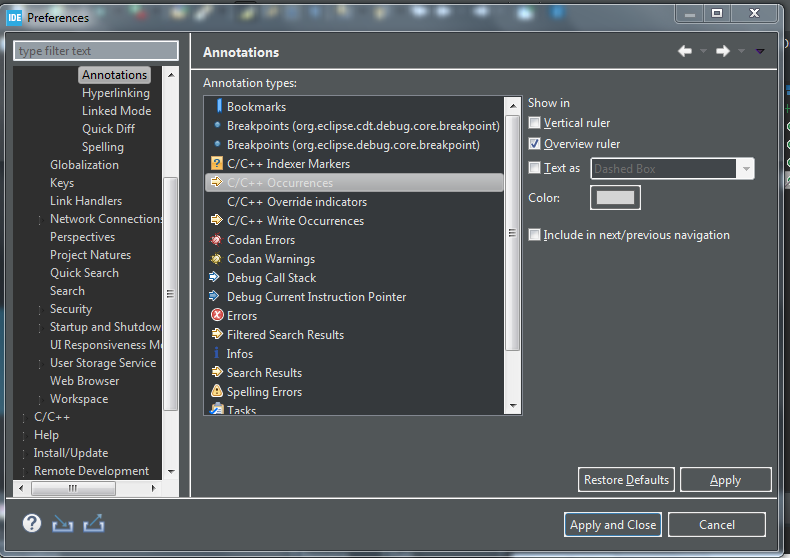 IDE Preferences
type filter text
Annotations
Hyperlinking
Linked Mode
Quick Diff
Spelling
Globalization
Keys
Link Handlers
Network Connections
Perspectives
Project Natures
Quick Search
Search
Security
Startup and Shutdow
UI Responsiveness M
User Storage Service
Web Browser
Workspace
C/C++
Help
Install/Update
Remote Development
Annotations
Annotation types:
Bookmarks
Breakpoints (org.eclipse.cdt.debug.core.breakpoint)
Breakpoints (org.eclipse.debug.core.breakpoint)
C/C++ Indexer Markers
C/C++ Occurrences
C/C++ Override indicators
C/C++ Write Occurrences
Codan Errors
Codan Warnings
Debug Call Stack
Debug Current Instruction Pointer
Errors
Filtered Search Results
Infos
Search Results
Spelling Errors
Tasks
Show in
Vertical ruler
Overview ruler
Text as Dashed Box
Color:
Include in next/previous navigation
Restore Defaults Apply
Apply and Close Cancel